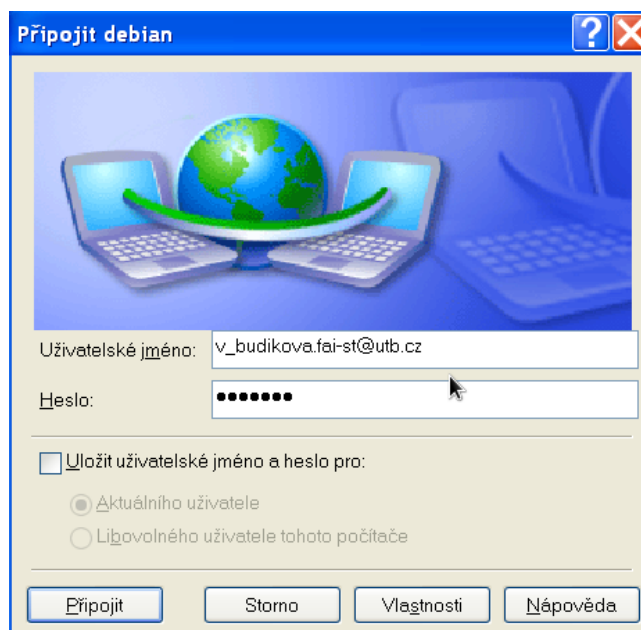 Připojit debian
Uživatelské jméno: v_budikova.fai-st@utb.cz
Heslo: •••••••
Uložit uživatelské jméno a heslo pro:
Aktuálního uživatele
Libovolného uživatele tohoto počítače
Připojit Storno Vlastnosti Nápověda